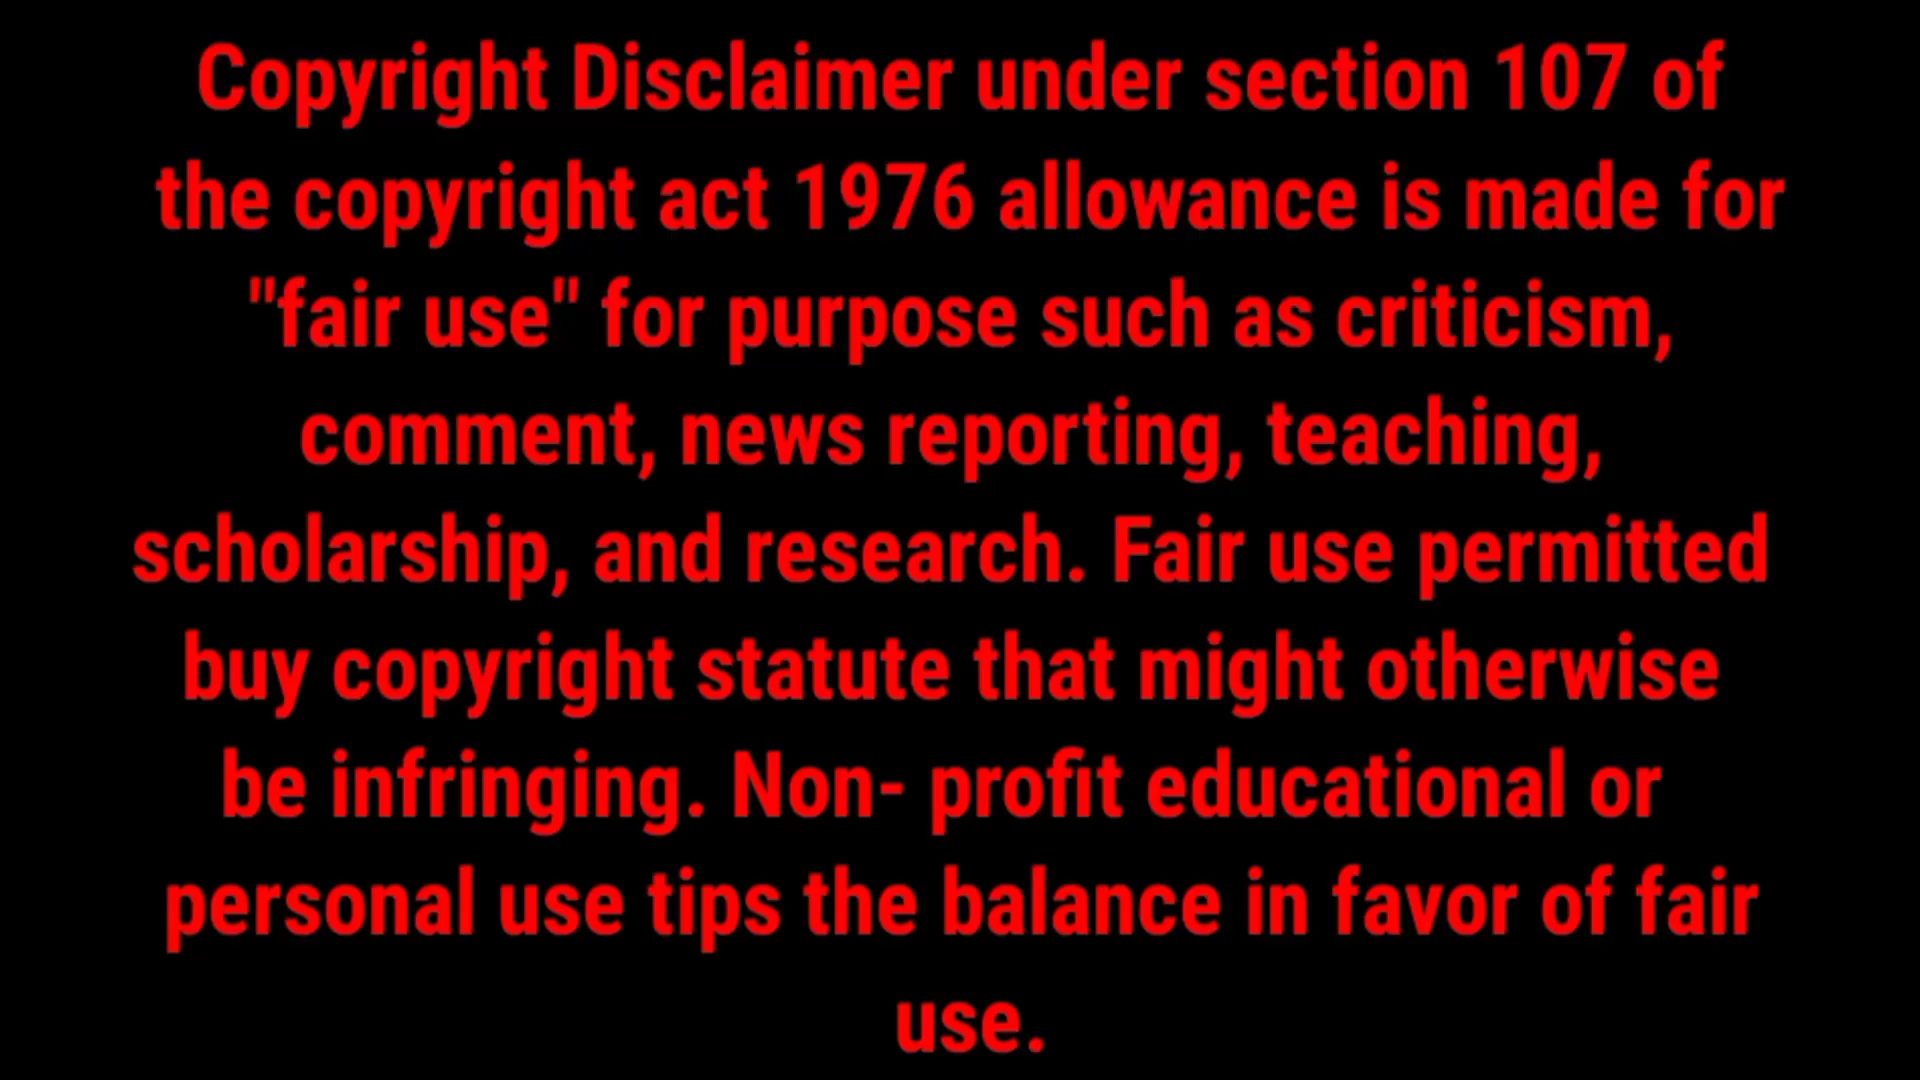 Copyright Disclaimer under section 107 of
the copyright act 1976 allowance is made for
"fair use" for purpose such as criticism,
comment, news reporting, teaching,
scholarship, and research. Fair use permitted
buy copyright statute that might otherwise
be infringing. Non- profit educational or
personal use tips the balance in favor of fair
use.